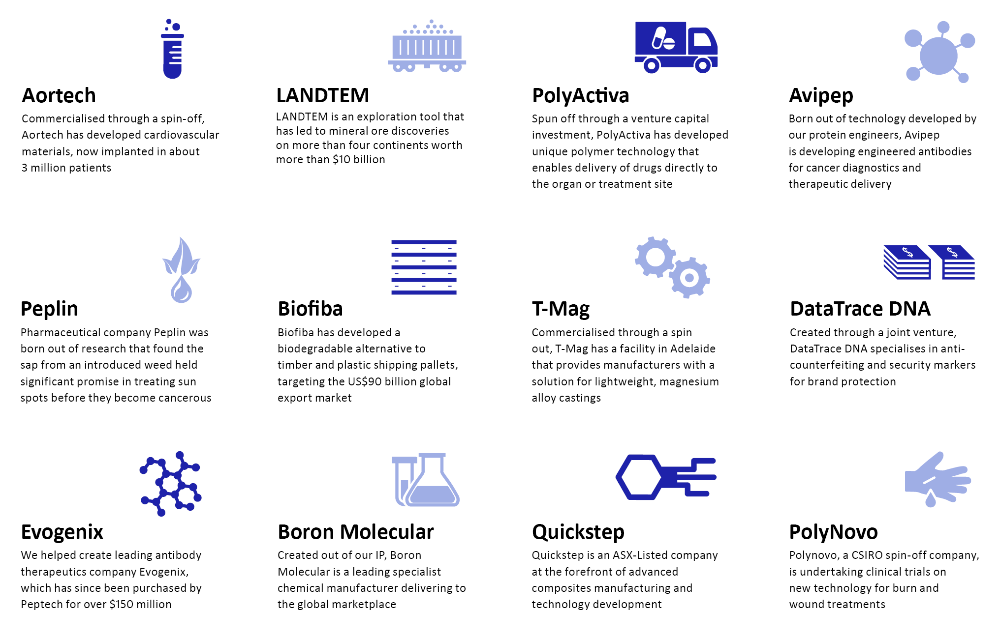 Aortech
Commercialised through a spin-off,
Aortech has developed cardiovascular
materials, now implanted in about
3 million patients
LANDTEM
LANDTEM is an exploration tool that
has led to mineral ore discoveries
on more than four continents worth
more than $10 billion
PolyActiva
Spun off through a venture capital
investment, PolyActiva has developed
unique polymer technology that
enables delivery of drugs directly to
the organ or treatment site
Avipep
Born out of technology developed by
our protein engineers, Avipep
is developing engineered antibodies
for cancer diagnostics and
therapeutic delivery
Peplin
Pharmaceutical company Peplin was
born out of research that found the
sap from an introduced weed held
significant promise in treating sun
spots before they become cancerous
Biofiba
Biofiba has developed a
biodegradable alternative to
timber and plastic shipping pallets,
targeting the US$90 billion global
export market
T-Mag
Commercialised through a spin
out, T-Mag has a facility in Adelaide
that provides manufacturers with a
solution for lightweight, magnesium
alloy castings
$ $
DataTrace DNA
Created through a joint venture,
DataTrace DNA specialises in anti-
counterfeiting and security markers
for brand protection
Evogenix
We helped create leading antibody
therapeutics company Evogenix,
which has since been purchased by
Peptech for over $150 million
Boron Molecular
Created out of our IP, Boron
Molecular is a leading specialist
chemical manufacturer delivering to
the global marketplace
Quickstep
Quickstep is an ASX-Listed company
at the forefront of advanced
composites manufacturing and
technology development
PolyNovo
Polynovo, a CSIRO spin-off company,
is undertaking clinical trials on
new technology for burn and
wound treatments